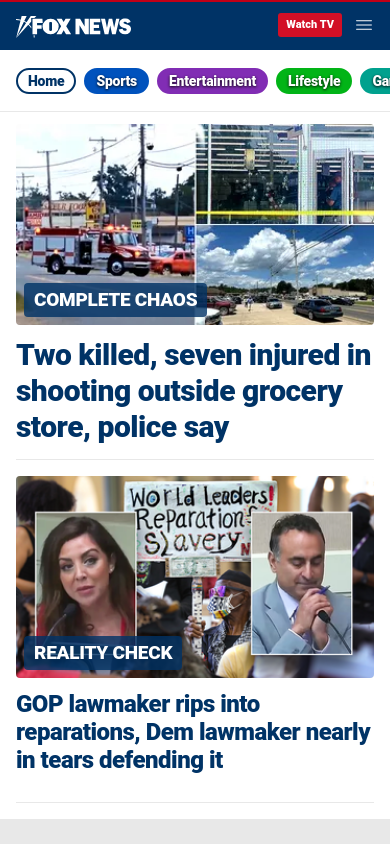 FOX NEWS
Watch TV
Home
Sports
Entertainment
Lifestyle
Ga
COMPLETE CHAOS
Two killed, seven injured in
shooting outside grocery
store, police say
World Leaders!
Reparations
Slavery
REALITY CHECK
GOP lawmaker rips into
reparations, Dem lawmaker nearly
in tears defending it